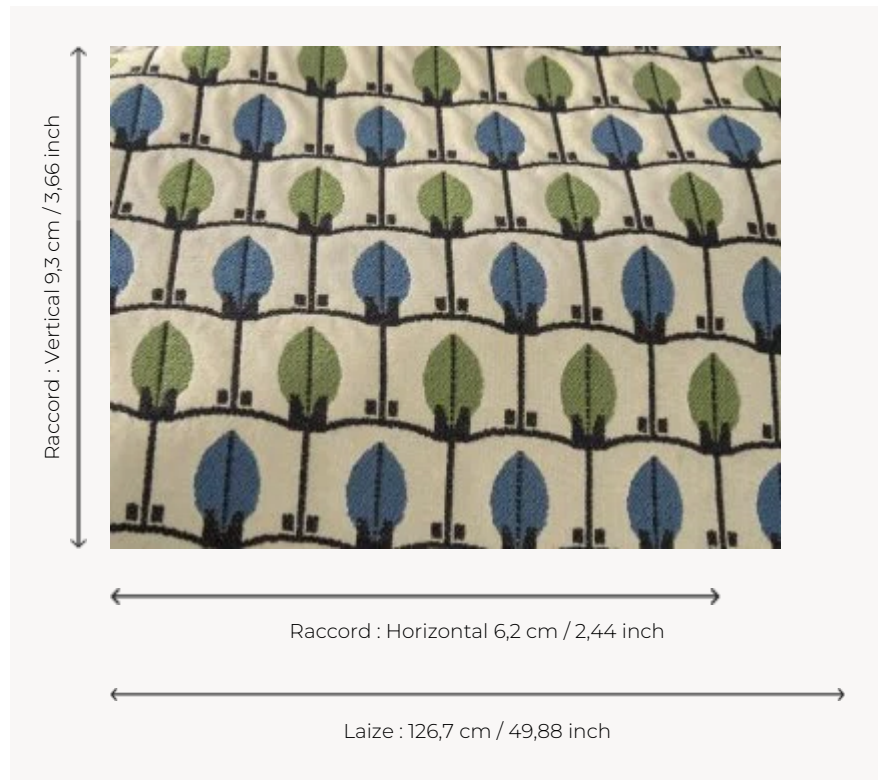 Raccord : Vertical 9,3 cm / 3,66 inch
Raccord : Horizontal 6,2 cm / 2,44 inch
Laize : 126,7 cm / 49,88 inch